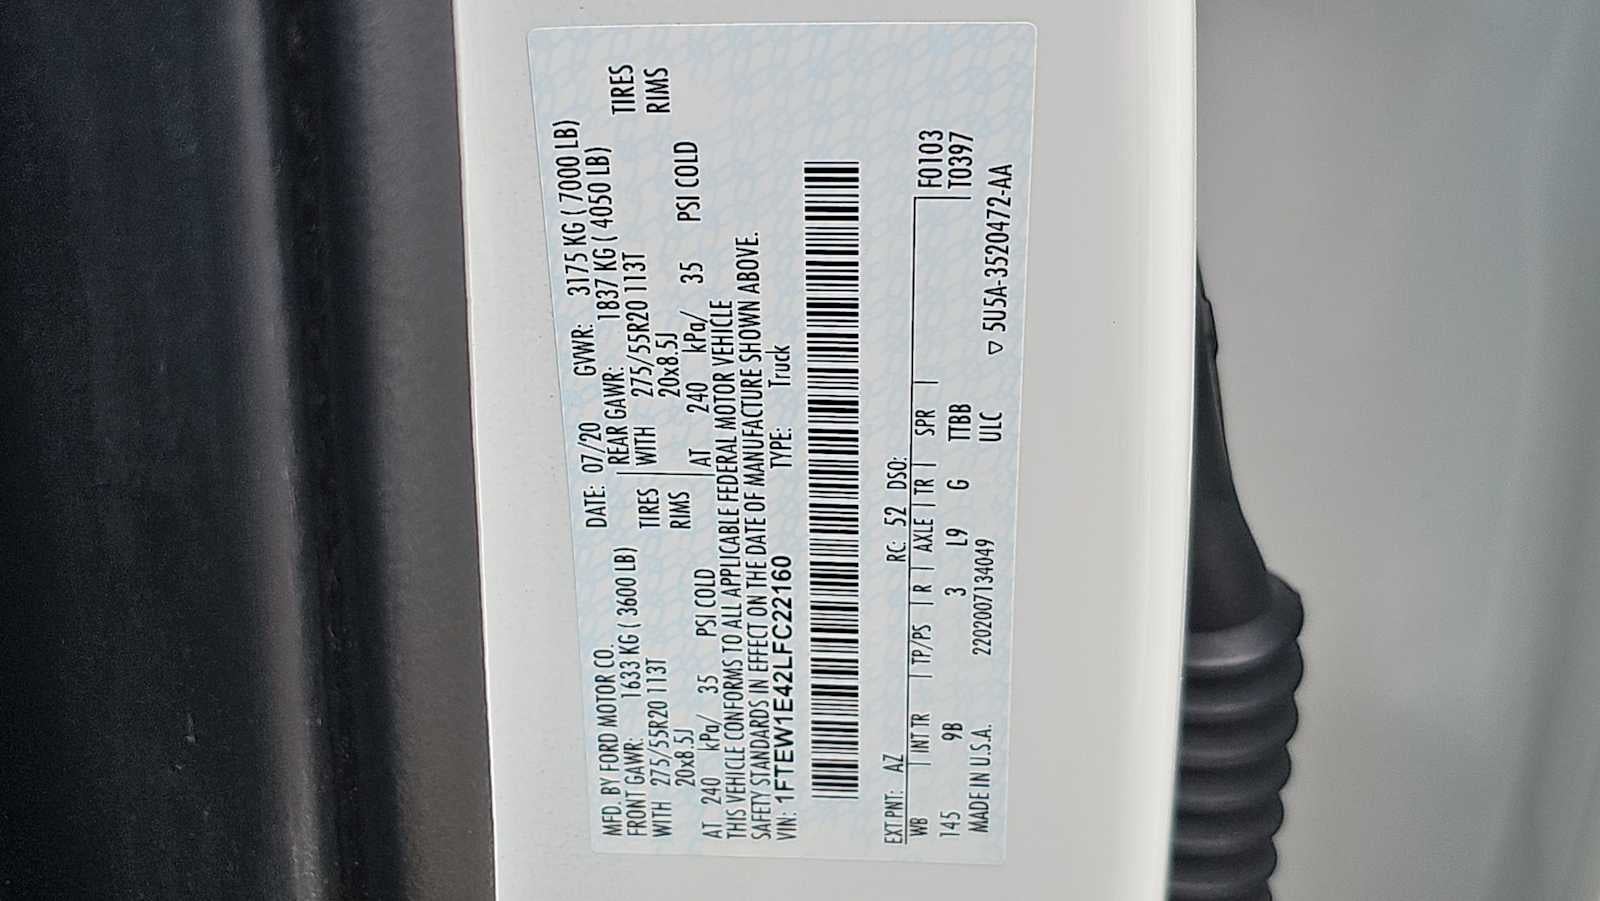 MFD. BY FORD MOTOR CO. DATE: 07/20 GVWR: 3175 KG ( 7000 LB)
FRONT GAWR: 1633 KG ( 3600 LB) REAR GAWR: 1837 KG ( 4050 LB)
WITH 275/55R20 113T TIRES WITH 275/55R20 113T TIRES
20x8.5J RIMS 20x8.5J RIMS
AT 240 kPa/ 35 PSI COLD AT 240 kPa/ 35 PSI COLD
THIS VEHICLE CONFORMS TO ALL APPLICABLE FEDERAL MOTOR VEHICLE
SAFETY STANDARDS IN EFFECT ON THE DATE OF MANUFACTURE SHOWN ABOVE.
VIN: 1FTEW1E42LFC22160 TYPE: Truck
EXT PNT: AZ RC: 52 DSO:
WB INT TR TP/PS R AXLE TR SPR F0103
145 9B 3 L9 G TTBB T0397
MADE IN U.S.A. 2202007134049 ULC ▽ 5U5A-3520472-AA